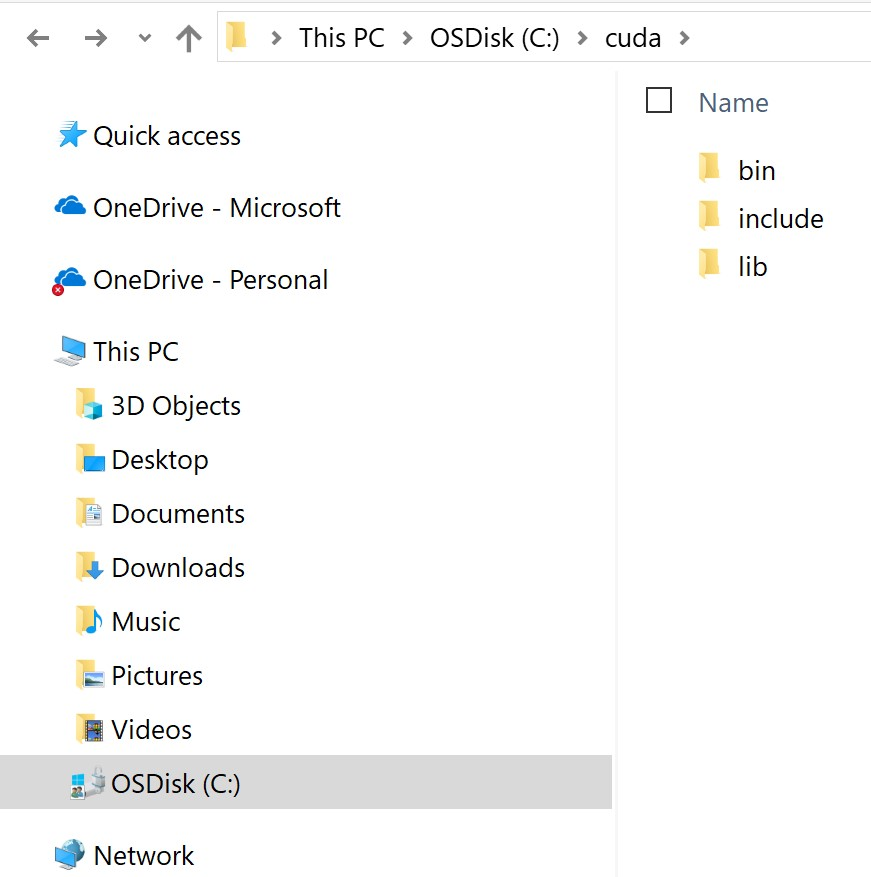 This PC > OSDisk (C:) > cuda >
Name
bin
include
lib
Quick access
OneDrive - Microsoft
OneDrive - Personal
This PC
3D Objects
Desktop
Documents
Downloads
Music
Pictures
Videos
OSDisk (C:)
Network